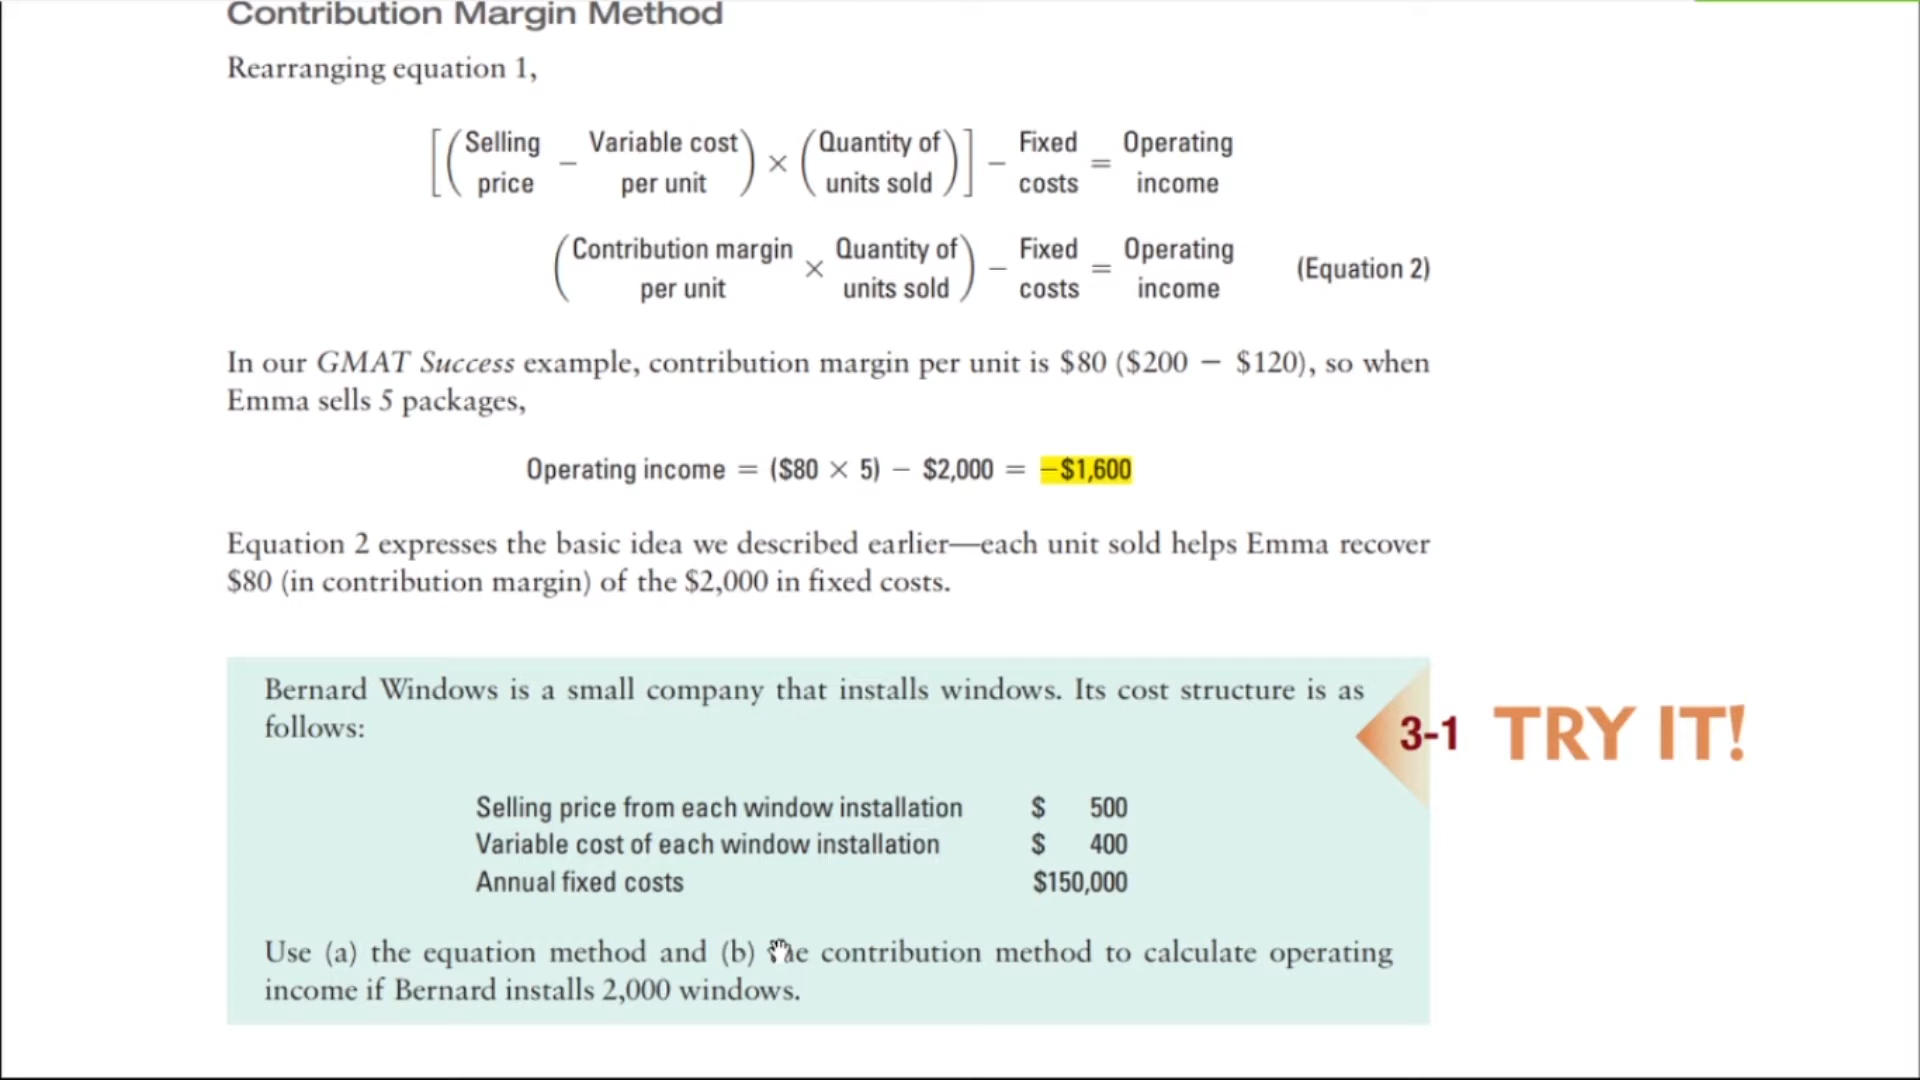 Contribution Margin Method
Rearranging equation 1,
[(Selling price − Variable cost per unit) × (Quantity of units sold)] − Fixed costs = Operating income
(Contribution margin per unit × Quantity of units sold) − Fixed costs = Operating income (Equation 2)
In our GMAT Success example, contribution margin per unit is $80 ($200 − $120), so when
Emma sells 5 packages,
Operating income = ($80 × 5) − $2,000 = −$1,600
Equation 2 expresses the basic idea we described earlier—each unit sold helps Emma recover
$80 (in contribution margin) of the $2,000 in fixed costs.
Bernard Windows is a small company that installs windows. Its cost structure is as
follows:
3-1 TRY IT!
Selling price from each window installation $ 500
Variable cost of each window installation $ 400
Annual fixed costs $150,000
Use (a) the equation method and (b) the contribution method to calculate operating
income if Bernard installs 2,000 windows.